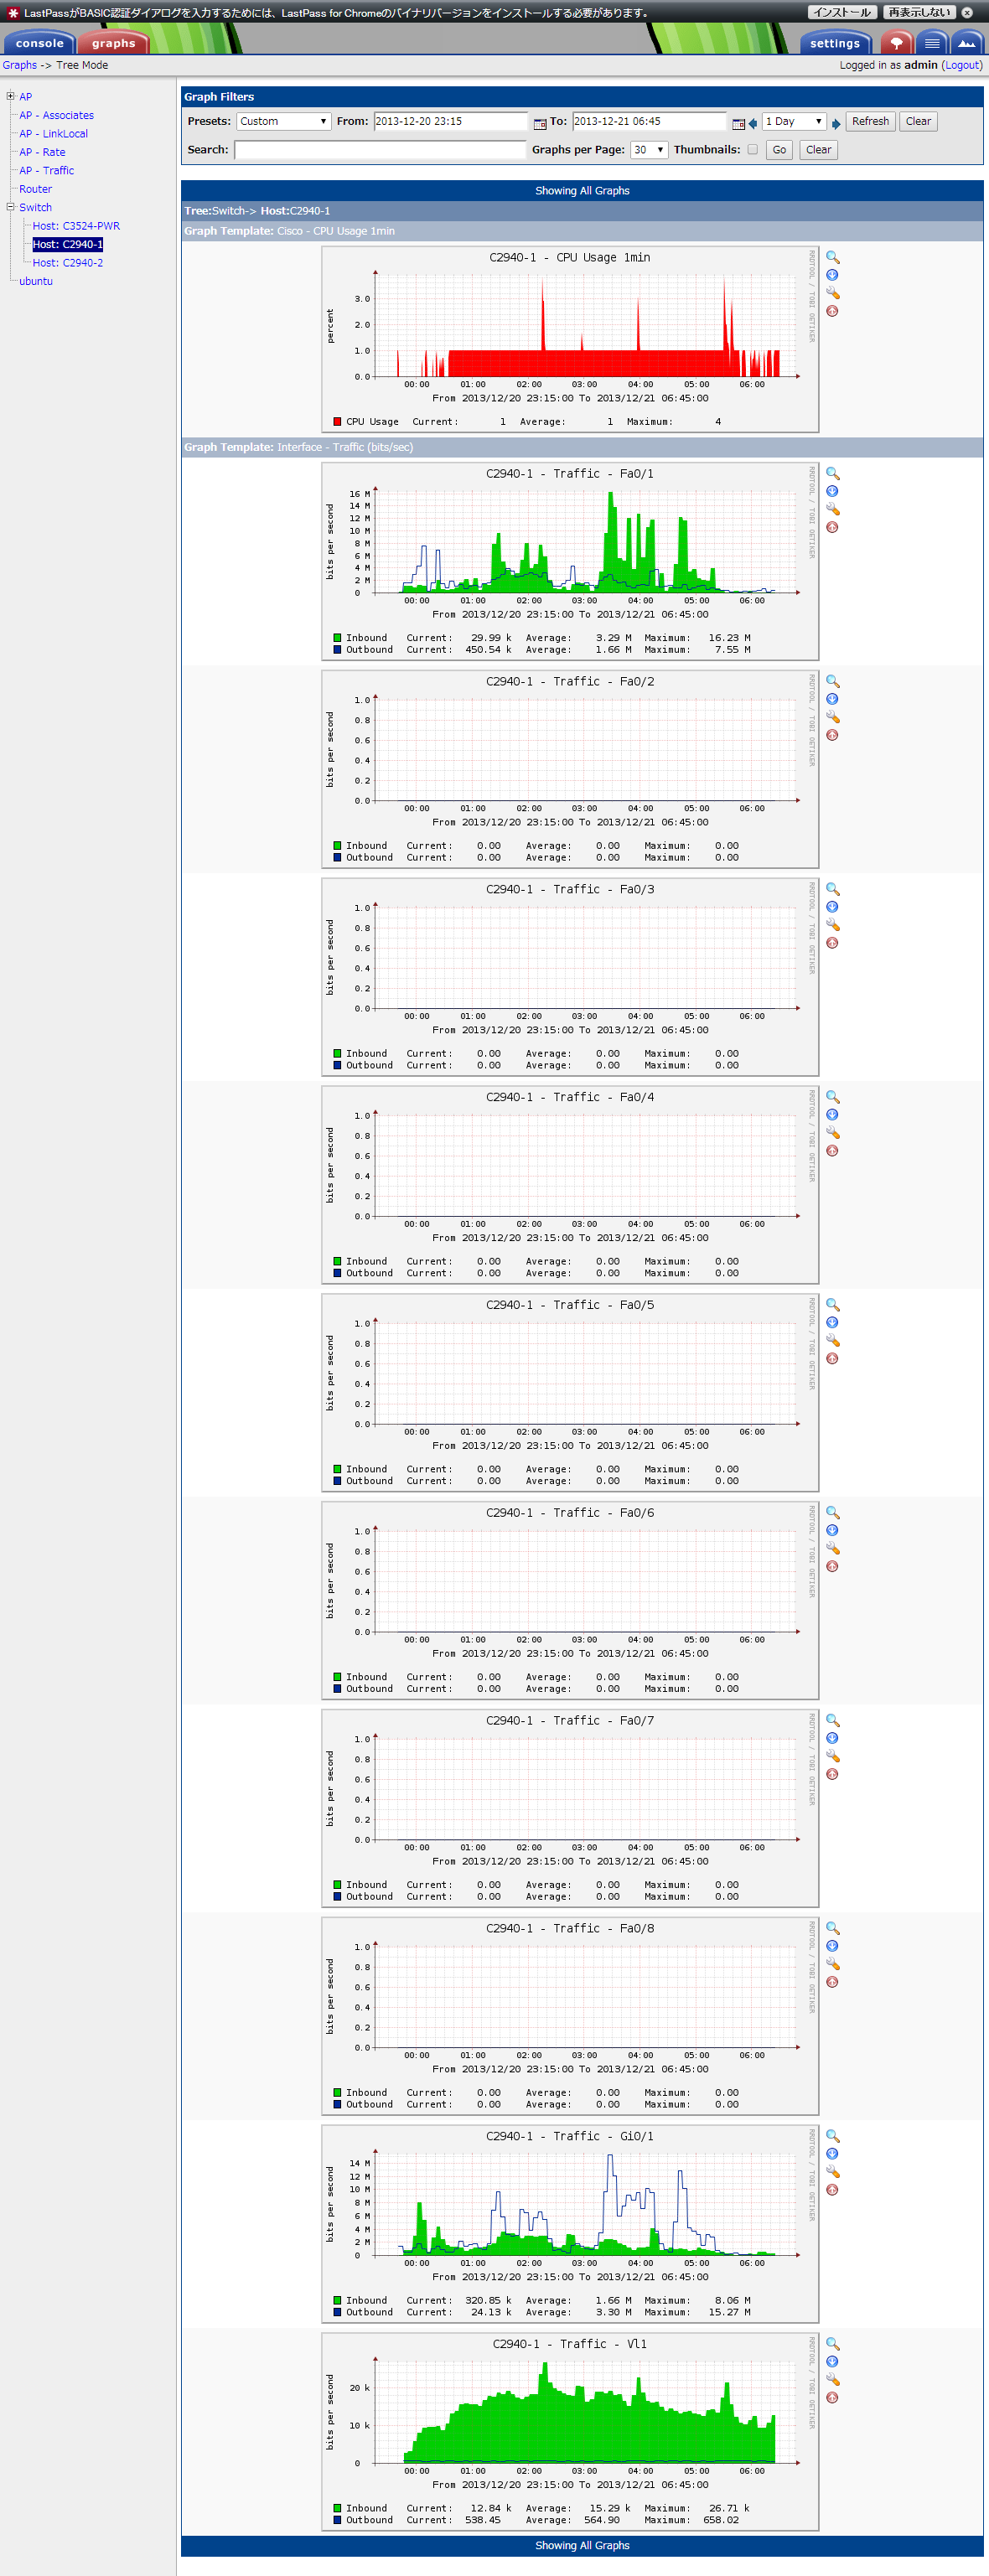 LastPassがBASIC認証ダイアログを入力するためには、LastPass for Chromeのバイナリバージョンをインストールする必要があります。 インストール 再表示しない
console graphs settings
Graphs -> Tree Mode Logged in as admin (Logout)
AP
AP - Associates
AP - LinkLocal
AP - Rate
AP - Traffic
Router
Switch
Host: C3524-PWR
Host: C2940-1
Host: C2940-2
ubuntu
Graph Filters
Presets: Custom From: 2013-12-20 23:15 To: 2013-12-21 06:45 1 Day Refresh Clear
Search: Graphs per Page: 30 Thumbnails: Go Clear
Showing All Graphs
Tree:Switch-> Host:C2940-1
Graph Template: Cisco - CPU Usage 1min
C2940-1 - CPU Usage 1min
RRDTOOL / TOBI OETIKER
percent
3.0
2.0
1.0
0.0
00:00 01:00 02:00 03:00 04:00 05:00 06:00
From 2013/12/20 23:15:00 To 2013/12/21 06:45:00
CPU Usage Current: 1 Average: 1 Maximum: 4
Graph Template: Interface - Traffic (bits/sec)
C2940-1 - Traffic - Fa0/1
RRDTOOL / TOBI OETIKER
bits per second
16 M
14 M
12 M
10 M
8 M
6 M
4 M
2 M
0
00:00 01:00 02:00 03:00 04:00 05:00 06:00
From 2013/12/20 23:15:00 To 2013/12/21 06:45:00
Inbound Current: 29.99 k Average: 3.29 M Maximum: 16.23 M
Outbound Current: 450.54 k Average: 1.66 M Maximum: 7.55 M
C2940-1 - Traffic - Fa0/2
RRDTOOL / TOBI OETIKER
bits per second
1.0
0.8
0.6
0.4
0.2
0.0
00:00 01:00 02:00 03:00 04:00 05:00 06:00
From 2013/12/20 23:15:00 To 2013/12/21 06:45:00
Inbound Current: 0.00 Average: 0.00 Maximum: 0.00
Outbound Current: 0.00 Average: 0.00 Maximum: 0.00
C2940-1 - Traffic - Fa0/3
RRDTOOL / TOBI OETIKER
bits per second
1.0
0.8
0.6
0.4
0.2
0.0
00:00 01:00 02:00 03:00 04:00 05:00 06:00
From 2013/12/20 23:15:00 To 2013/12/21 06:45:00
Inbound Current: 0.00 Average: 0.00 Maximum: 0.00
Outbound Current: 0.00 Average: 0.00 Maximum: 0.00
C2940-1 - Traffic - Fa0/4
RRDTOOL / TOBI OETIKER
bits per second
1.0
0.8
0.6
0.4
0.2
0.0
00:00 01:00 02:00 03:00 04:00 05:00 06:00
From 2013/12/20 23:15:00 To 2013/12/21 06:45:00
Inbound Current: 0.00 Average: 0.00 Maximum: 0.00
Outbound Current: 0.00 Average: 0.00 Maximum: 0.00
C2940-1 - Traffic - Fa0/5
RRDTOOL / TOBI OETIKER
bits per second
1.0
0.8
0.6
0.4
0.2
0.0
00:00 01:00 02:00 03:00 04:00 05:00 06:00
From 2013/12/20 23:15:00 To 2013/12/21 06:45:00
Inbound Current: 0.00 Average: 0.00 Maximum: 0.00
Outbound Current: 0.00 Average: 0.00 Maximum: 0.00
C2940-1 - Traffic - Fa0/6
RRDTOOL / TOBI OETIKER
bits per second
1.0
0.8
0.6
0.4
0.2
0.0
00:00 01:00 02:00 03:00 04:00 05:00 06:00
From 2013/12/20 23:15:00 To 2013/12/21 06:45:00
Inbound Current: 0.00 Average: 0.00 Maximum: 0.00
Outbound Current: 0.00 Average: 0.00 Maximum: 0.00
C2940-1 - Traffic - Fa0/7
RRDTOOL / TOBI OETIKER
bits per second
1.0
0.8
0.6
0.4
0.2
0.0
00:00 01:00 02:00 03:00 04:00 05:00 06:00
From 2013/12/20 23:15:00 To 2013/12/21 06:45:00
Inbound Current: 0.00 Average: 0.00 Maximum: 0.00
Outbound Current: 0.00 Average: 0.00 Maximum: 0.00
C2940-1 - Traffic - Fa0/8
RRDTOOL / TOBI OETIKER
bits per second
1.0
0.8
0.6
0.4
0.2
0.0
00:00 01:00 02:00 03:00 04:00 05:00 06:00
From 2013/12/20 23:15:00 To 2013/12/21 06:45:00
Inbound Current: 0.00 Average: 0.00 Maximum: 0.00
Outbound Current: 0.00 Average: 0.00 Maximum: 0.00
C2940-1 - Traffic - Gi0/1
RRDTOOL / TOBI OETIKER
bits per second
14 M
12 M
10 M
8 M
6 M
4 M
2 M
0
00:00 01:00 02:00 03:00 04:00 05:00 06:00
From 2013/12/20 23:15:00 To 2013/12/21 06:45:00
Inbound Current: 320.85 k Average: 1.66 M Maximum: 8.06 M
Outbound Current: 24.13 k Average: 3.30 M Maximum: 15.27 M
C2940-1 - Traffic - Vl1
RRDTOOL / TOBI OETIKER
bits per second
20 k
10 k
0
00:00 01:00 02:00 03:00 04:00 05:00 06:00
From 2013/12/20 23:15:00 To 2013/12/21 06:45:00
Inbound Current: 12.84 k Average: 15.29 k Maximum: 26.71 k
Outbound Current: 538.45 Average: 564.90 Maximum: 658.02
Showing All Graphs